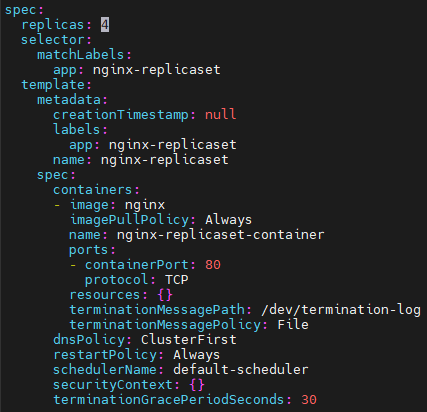 spec:
  replicas: 4
  selector:
    matchLabels:
      app: nginx-replicaset
  template:
    metadata:
      creationTimestamp: null
      labels:
        app: nginx-replicaset
      name: nginx-replicaset
    spec:
      containers:
      - image: nginx
        imagePullPolicy: Always
        name: nginx-replicaset-container
        ports:
        - containerPort: 80
          protocol: TCP
        resources: {}
        terminationMessagePath: /dev/termination-log
        terminationMessagePolicy: File
      dnsPolicy: ClusterFirst
      restartPolicy: Always
      schedulerName: default-scheduler
      securityContext: {}
      terminationGracePeriodSeconds: 30